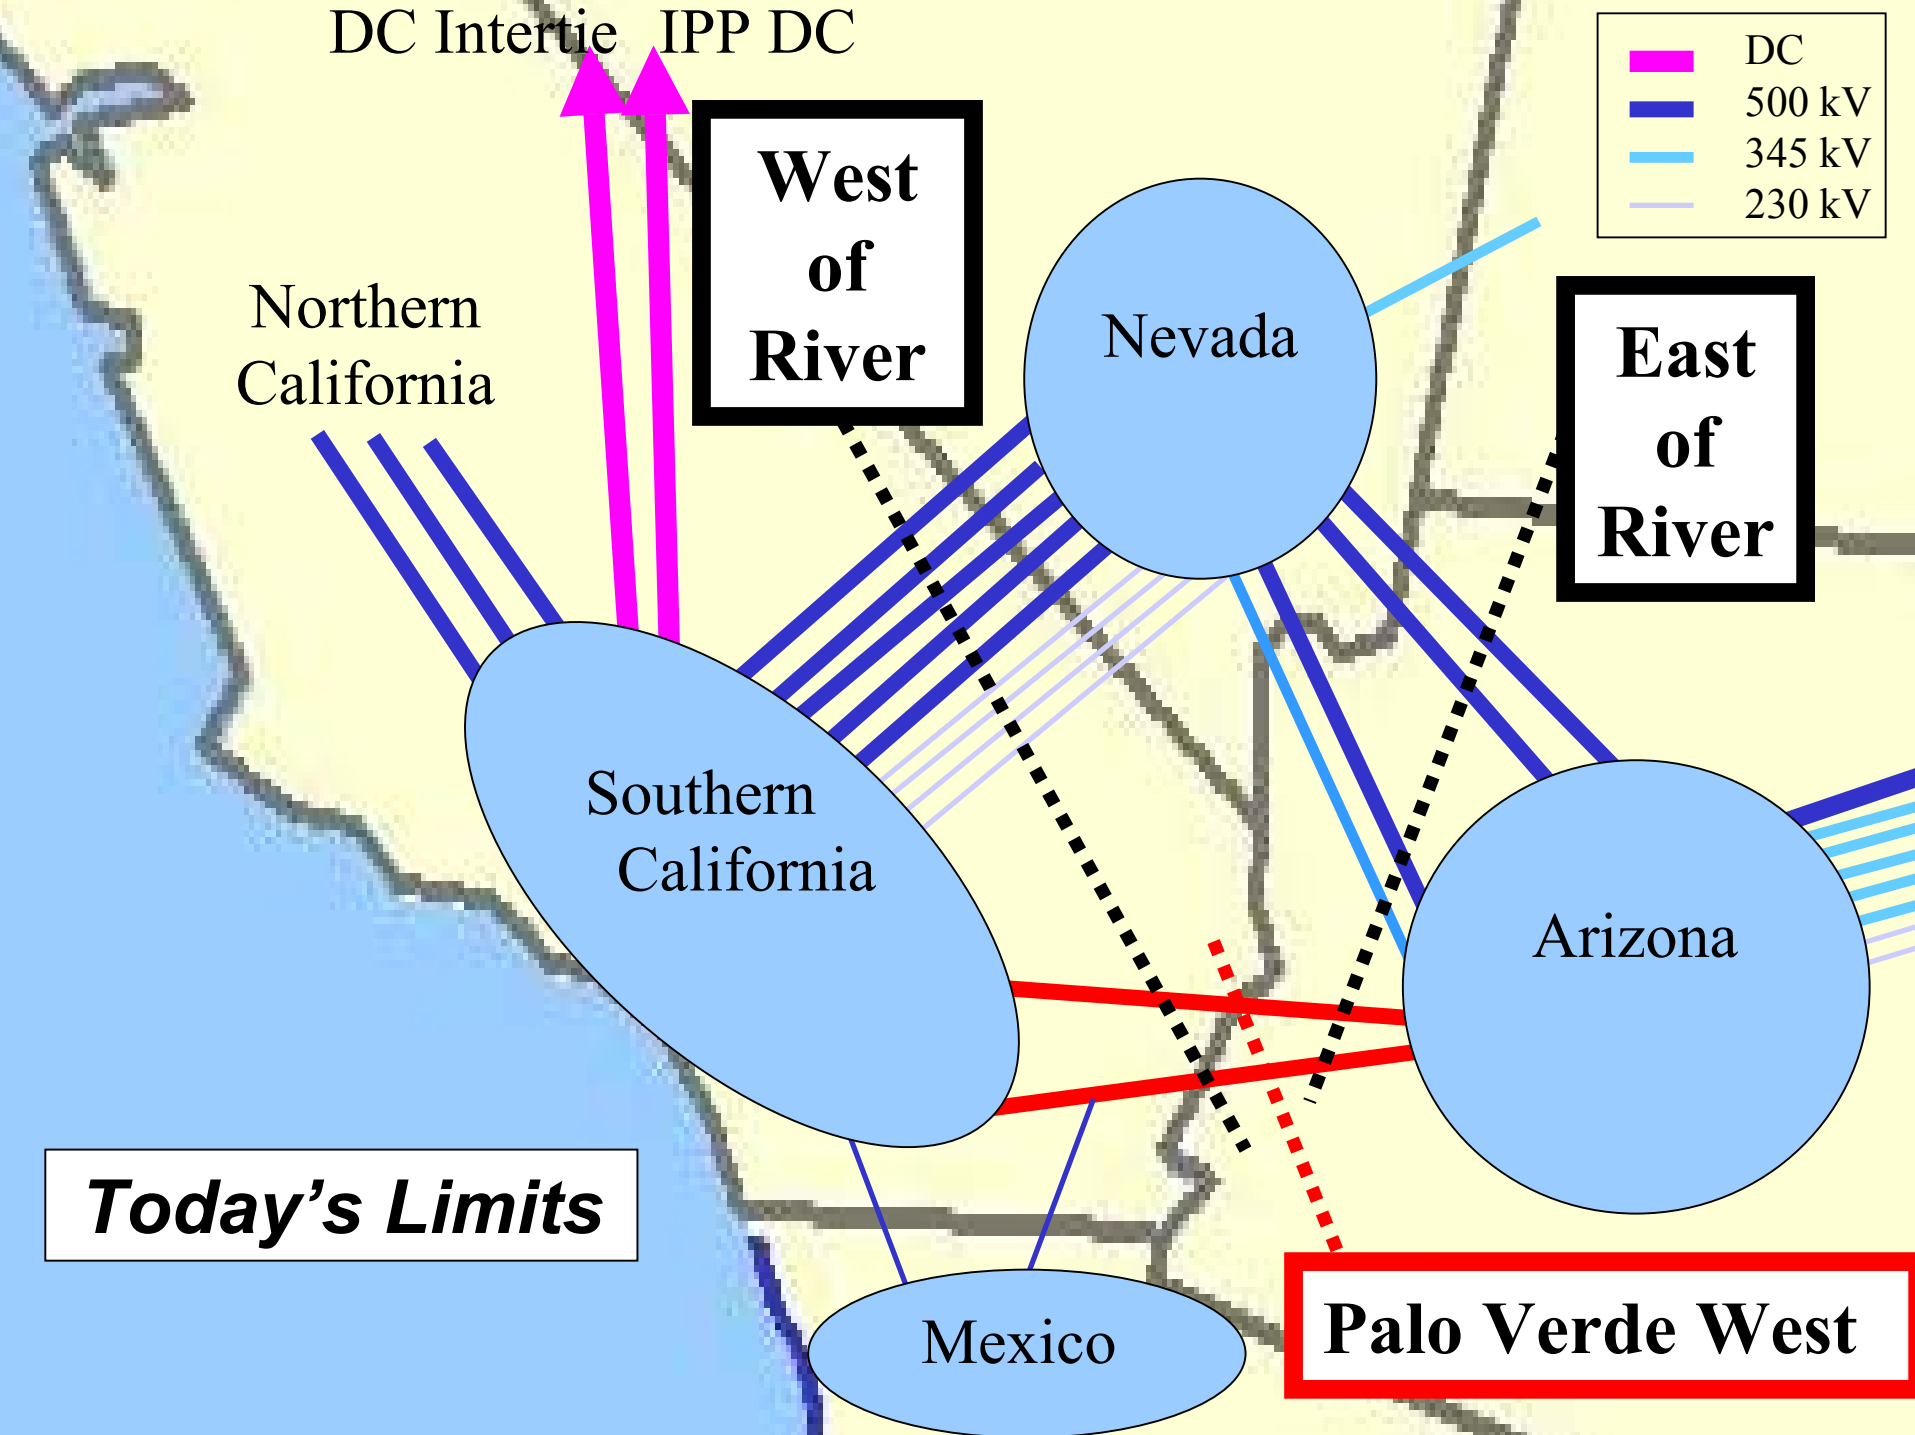 DC Intertie IPP DC
DC
500 kV
345 kV
230 kV
West
of
River
Northern
California
Nevada
East
of
River
Southern
California
Arizona
Today’s Limits
Palo Verde West
Mexico